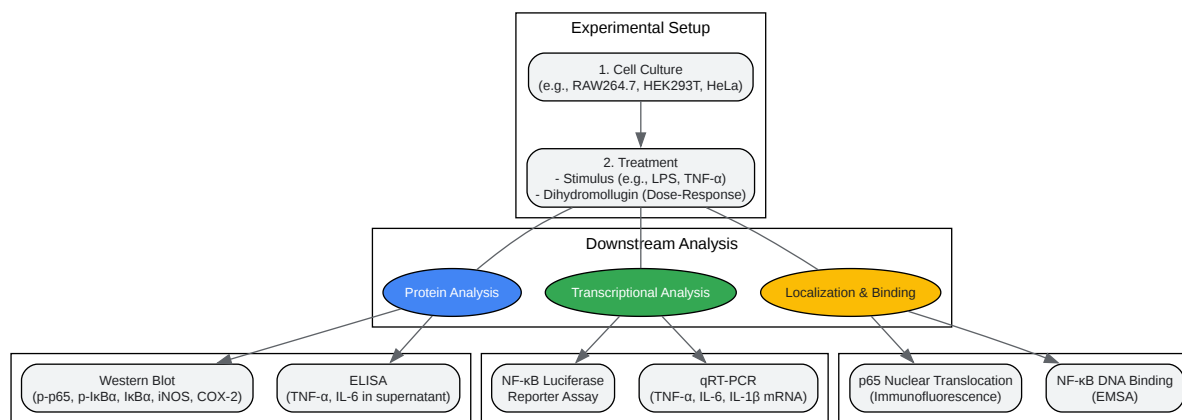 Experimental Setup
1. Cell Culture
(e.g., RAW264.7, HEK293T, HeLa)
2. Treatment
- Stimulus (e.g., LPS, TNF-α)
- Dihydromollugin (Dose-Response)
Downstream Analysis
Protein Analysis
Transcriptional Analysis
Localization & Binding
Western Blot
(p-p65, p-IκBα, IκBα, iNOS, COX-2)
ELISA
(TNF-α, IL-6 in supernatant)
NF-κB Luciferase
Reporter Assay
qRT-PCR
(TNF-α, IL-6, IL-1β mRNA)
p65 Nuclear Translocation
(Immunofluorescence)
NF-κB DNA Binding
(EMSA)